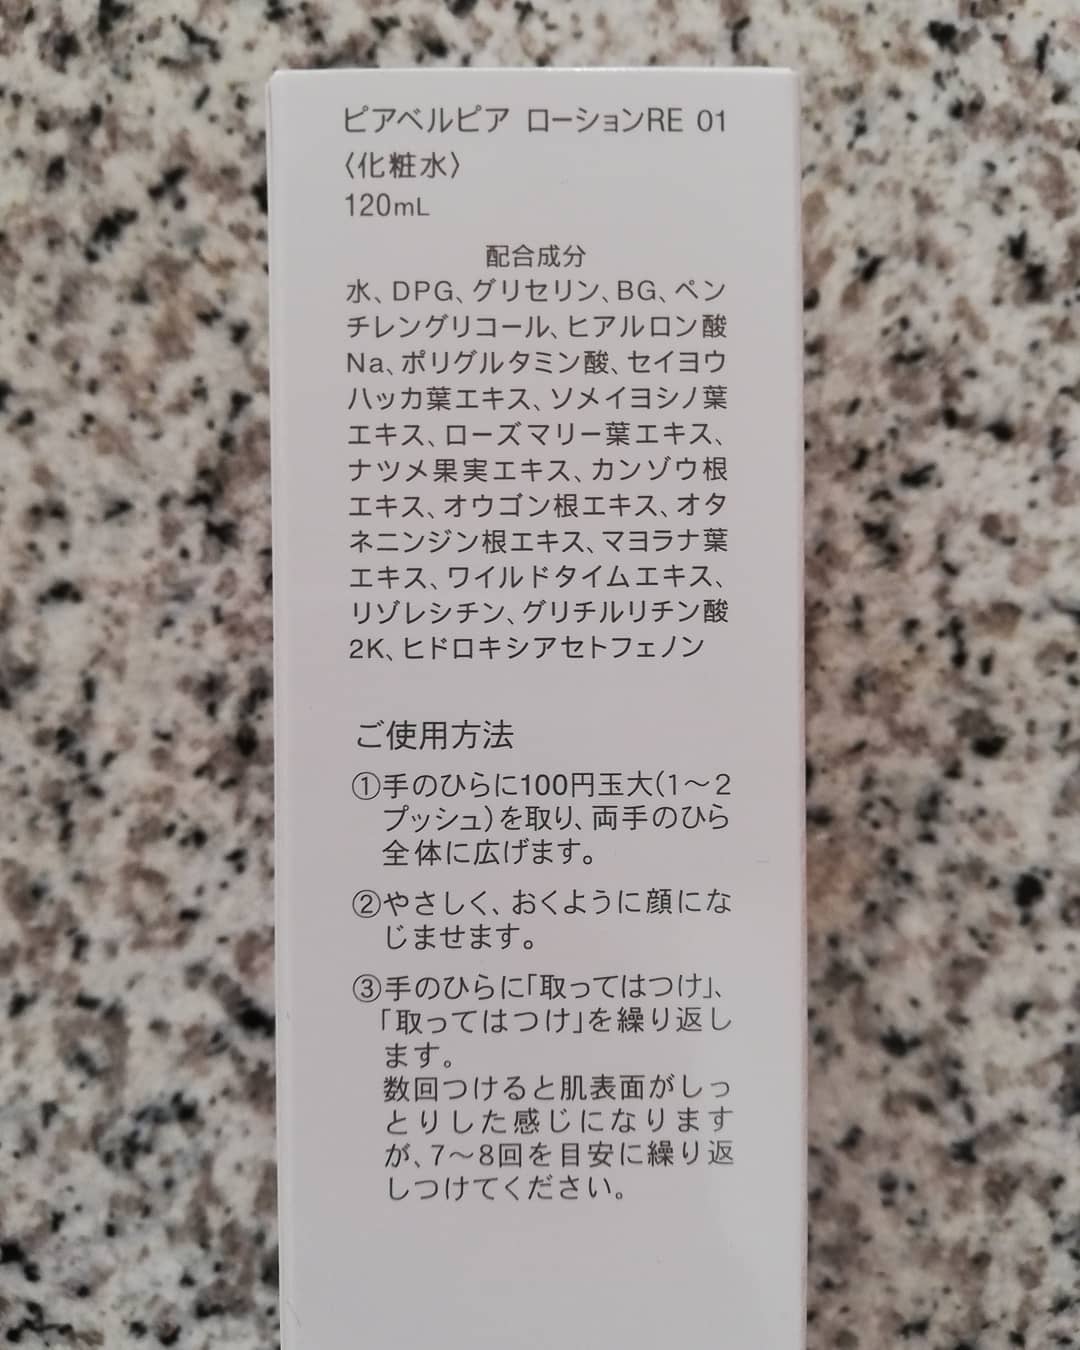 ピアベルピア ローションRE 01
〈化粧水〉
120mL
配合成分
水、DPG、グリセリン、BG、ペン
チレングリコール、ヒアルロン酸
Na、ポリグルタミン酸、セイヨウ
ハッカ葉エキス、ソメイヨシノ葉
エキス、ローズマリー葉エキス、
ナツメ果実エキス、カンゾウ根
エキス、オウゴン根エキス、オタ
ネニンジン根エキス、マヨラナ葉
エキス、ワイルドタイムエキス、
リゾレシチン、グリチルリチン酸
2K、ヒドロキシアセトフェノン
ご使用方法
①手のひらに100円玉大(1〜2
プッシュ)を取り、両手のひら
全体に広げます。
②やさしく、おくように顔にな
じませます。
③手のひらに「取ってはつけ」、
「取ってはつけ」を繰り返し
ます。
数回つけると肌表面がしっ
とりした感じになります
が、7〜8回を目安に繰り返
しつけてください。